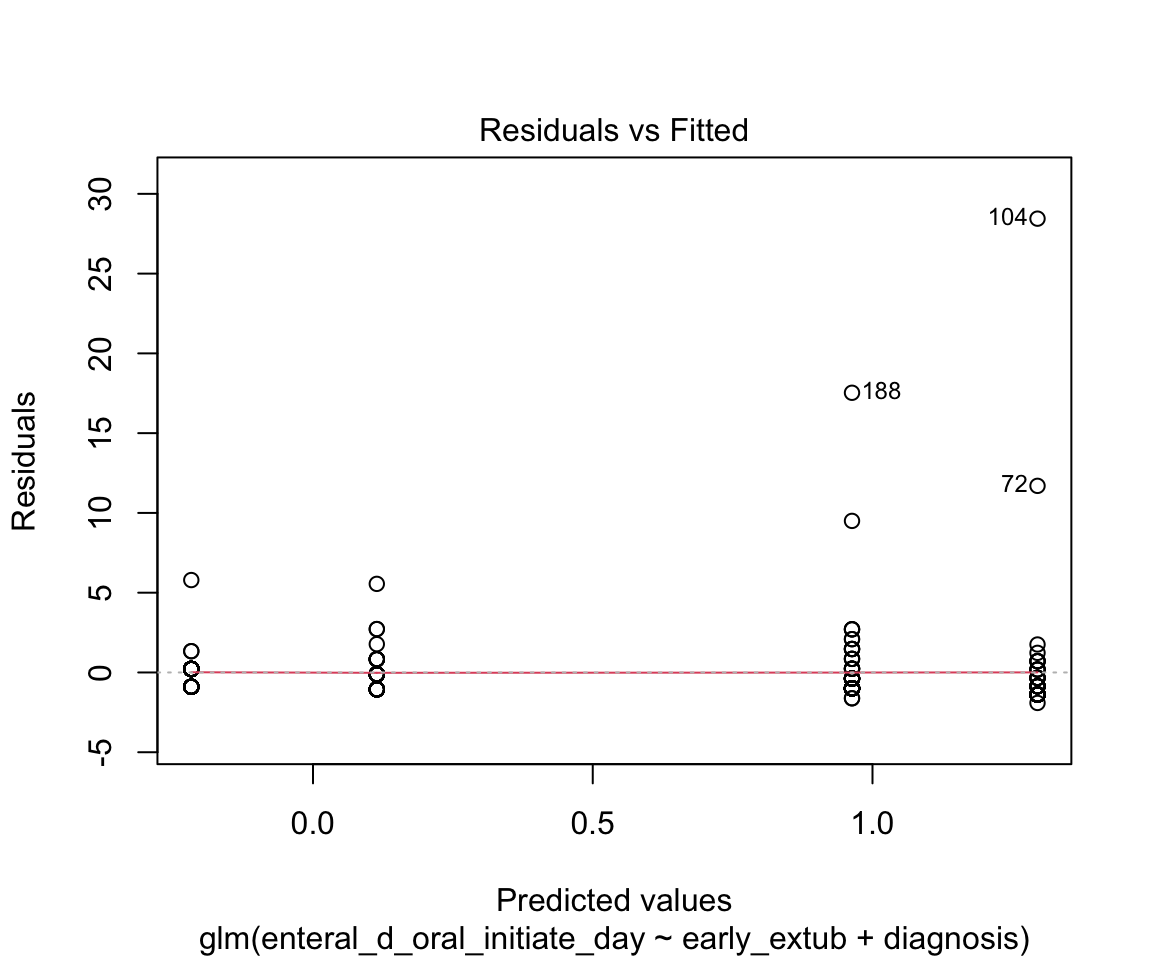 Residuals vs Fitted
30
25
20
15
10
5
0
-5
Residuals
104
188
72
0.0 0.5 1.0
Predicted values
glm(enteral_d_oral_initiate_day ~ early_extub + diagnosis)